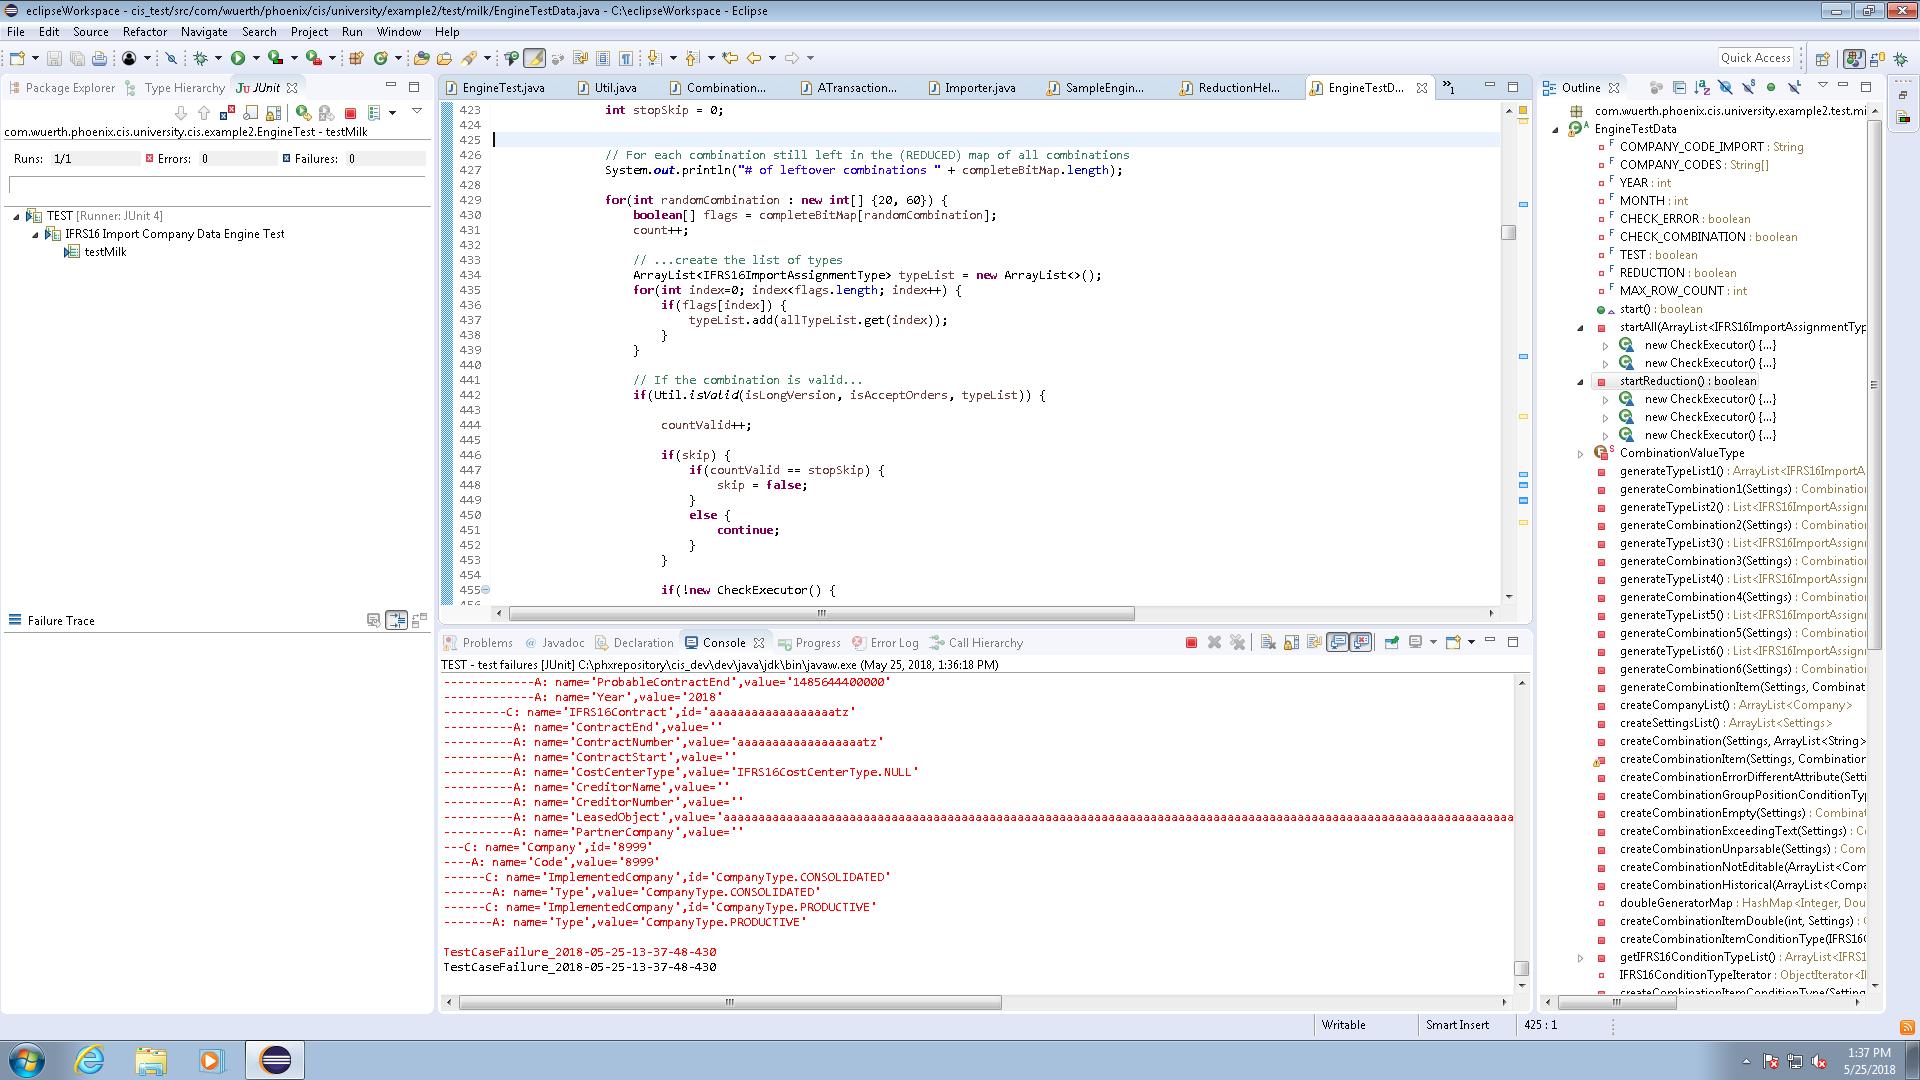 eclipseWorkspace - cis_test/src/com/wuerth/phoenix/cis/university/example2/test/milk/EngineTestData.java - C:\eclipseWorkspace - Eclipse
File Edit Source Refactor Navigate Search Project Run Window Help
Quick Access
Package Explorer Type Hierarchy JUnit
com.wuerth.phoenix.cis.university.cis.example2.EngineTest - testMilk
Runs: 1/1 Errors: 0 Failures: 0
TEST [Runner: JUnit 4]
IFRS16 Import Company Data Engine Test
testMilk
Failure Trace
EngineTest.java Util.java Combination... ATransaction... Importer.java SampleEngin... ReductionHel... EngineTestD... »1
423 int stopSkip = 0;
424
425
426 // For each combination still left in the (REDUCED) map of all combinations
427 System.out.println("# of leftover combinations " + completeBitMap.length);
428
429 for(int randomCombination : new int[] {20, 60}) {
430 boolean[] flags = completeBitMap[randomCombination];
431 count++;
432
433 // ...create the list of types
434 ArrayList<IFRS16ImportAssignmentType> typeList = new ArrayList<>();
435 for(int index=0; index<flags.length; index++) {
436 if(flags[index]) {
437 typeList.add(allTypeList.get(index));
438 }
439 }
440
441 // If the combination is valid...
442 if(Util.isValid(isLongVersion, isAcceptOrders, typeList)) {
443
444 countValid++;
445
446 if(skip) {
447 if(countValid == stopSkip) {
448 skip = false;
449 }
450 else {
451 continue;
452 }
453 }
454
455 if(!new CheckExecutor() {
Problems Javadoc Declaration Console Progress Error Log Call Hierarchy
TEST - test failures [JUnit] C:\phxrepository\cis_dev\dev\java\jdk\bin\javaw.exe (May 25, 2018, 1:36:18 PM)
-------------A: name='ProbableContractEnd',value='1485644400000'
-------------A: name='Year',value='2018'
---------C: name='IFRS16Contract',id='aaaaaaaaaaaaaaaaaatz'
----------A: name='ContractEnd',value=''
----------A: name='ContractNumber',value='aaaaaaaaaaaaaaaaaatz'
----------A: name='ContractStart',value=''
----------A: name='CostCenterType',value='IFRS16CostCenterType.NULL'
----------A: name='CreditorName',value=''
----------A: name='CreditorNumber',value=''
----------A: name='LeasedObject',value='aaaaaaaaaaaaaaaaaaaaaaaaaaaaaaaaaaaaaaaaaaaaaaaaaaaaaaaaaaaaaaaaaaaaaaaaaaaaaaaaaaaaaaaaaaaaaaaaaaaaaaaaaaaaaaaaa
----------A: name='PartnerCompany',value=''
---C: name='Company',id='8999'
----A: name='Code',value='8999'
------C: name='ImplementedCompany',id='CompanyType.CONSOLIDATED'
-------A: name='Type',value='CompanyType.CONSOLIDATED'
------C: name='ImplementedCompany',id='CompanyType.PRODUCTIVE'
-------A: name='Type',value='CompanyType.PRODUCTIVE'
TestCaseFailure_2018-05-25-13-37-48-430
TestCaseFailure_2018-05-25-13-37-48-430
Outline
com.wuerth.phoenix.cis.university.example2.test.mi
EngineTestData
COMPANY_CODE_IMPORT : String
COMPANY_CODES : String[]
YEAR : int
MONTH : int
CHECK_ERROR : boolean
CHECK_COMBINATION : boolean
TEST : boolean
REDUCTION : boolean
MAX_ROW_COUNT : int
start() : boolean
startAll(ArrayList<IFRS16ImportAssignmentTyp
new CheckExecutor() {...}
new CheckExecutor() {...}
startReduction() : boolean
new CheckExecutor() {...}
new CheckExecutor() {...}
new CheckExecutor() {...}
CombinationValueType
generateTypeList1() : ArrayList<IFRS16ImportA
generateCombination1(Settings) : Combination
generateTypeList2() : List<IFRS16ImportAssign
generateCombination2(Settings) : Combination
generateTypeList3() : List<IFRS16ImportAssign
generateCombination3(Settings) : Combination
generateTypeList4() : List<IFRS16ImportAssign
generateCombination4(Settings) : Combination
generateTypeList5() : List<IFRS16ImportAssign
generateCombination5(Settings) : Combination
generateTypeList6() : List<IFRS16ImportAssign
generateCombination6(Settings) : Combination
generateCombinationItem(Settings, Combinat
createCompanyList() : ArrayList<Company>
createSettingsList() : ArrayList<Settings>
createCombination(Settings, ArrayList<String>
createCombinationItem(Settings, Combination
createCombinationErrorDifferentAttribute(Setti
createCombinationGroupPositionConditionTyp
createCombinationEmpty(Settings) : Combinat
createCombinationExceedingText(Settings) : Co
createCombinationUnparsable(Settings) : Com
createCombinationNotEditable(ArrayList<Com
createCombinationHistorical(ArrayList<Compa
doubleGeneratorMap : HashMap<Integer, Dou
createCombinationItemDouble(int, Settings) : C
createCombinationItemConditionType(IFRS16C
getIFRS16ConditionTypeList() : ArrayList<IFRS1
IFRS16ConditionTypeIterator : ObjectIterator<I
createCombinationItemConditionType(Setting
Writable Smart Insert 425 : 1
1:37 PM
5/25/2018